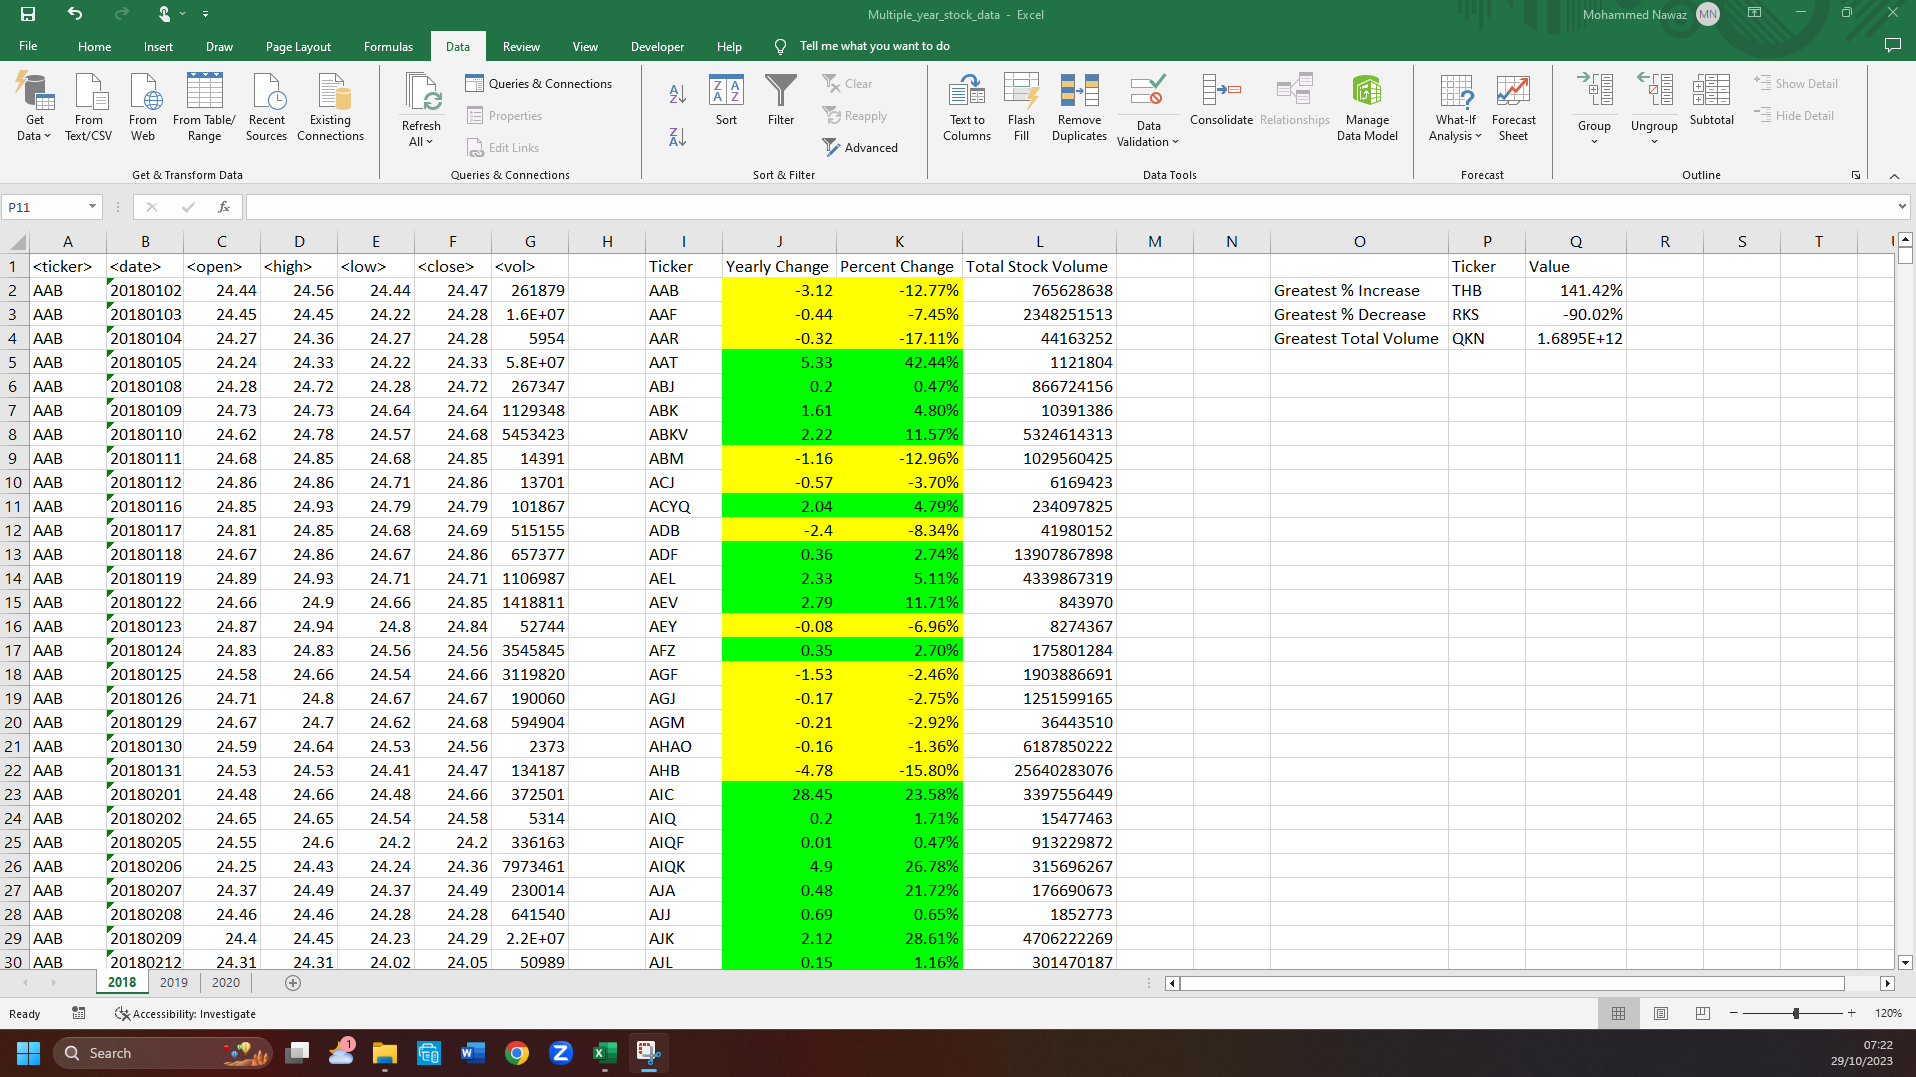 Multiple_year_stock_data - Excel
Mohammed Nawaz MN
File Home Insert Draw Page Layout Formulas Data Review View Developer Help Tell me what you want to do
Get Data
From Text/CSV
From Web
From Table/ Range
Recent Sources
Existing Connections
Get & Transform Data
Refresh All
Queries & Connections
Properties
Edit Links
Queries & Connections
Sort
Filter
Clear
Reapply
Advanced
Sort & Filter
Text to Columns
Flash Fill
Remove Duplicates
Data Validation
Consolidate
Relationships
Manage Data Model
Data Tools
What-If Analysis
Forecast Sheet
Forecast
Group
Ungroup
Subtotal
Show Detail
Hide Detail
Outline
P11 fx
A B C D E F G H I J K L M N O P Q R S T
1 <ticker> <date> <open> <high> <low> <close> <vol> Ticker Yearly Change Percent Change Total Stock Volume Ticker Value
2 AAB 20180102 24.44 24.56 24.44 24.47 261879 AAB -3.12 -12.77% 765628638 Greatest % Increase THB 141.42%
3 AAB 20180103 24.45 24.45 24.22 24.28 1.6E+07 AAF -0.44 -7.45% 2348251513 Greatest % Decrease RKS -90.02%
4 AAB 20180104 24.27 24.36 24.27 24.28 5954 AAR -0.32 -17.11% 44163252 Greatest Total Volume QKN 1.6895E+12
5 AAB 20180105 24.24 24.33 24.22 24.33 5.8E+07 AAT 5.33 42.44% 1121804
6 AAB 20180108 24.28 24.72 24.28 24.72 267347 ABJ 0.2 0.47% 866724156
7 AAB 20180109 24.73 24.73 24.64 24.64 1129348 ABK 1.61 4.80% 10391386
8 AAB 20180110 24.62 24.78 24.57 24.68 5453423 ABKV 2.22 11.57% 5324614313
9 AAB 20180111 24.68 24.85 24.68 24.85 14391 ABM -1.16 -12.96% 1029560425
10 AAB 20180112 24.86 24.86 24.71 24.86 13701 ACJ -0.57 -3.70% 6169423
11 AAB 20180116 24.85 24.93 24.79 24.79 101867 ACYQ 2.04 4.79% 234097825
12 AAB 20180117 24.81 24.85 24.68 24.69 515155 ADB -2.4 -8.34% 41980152
13 AAB 20180118 24.67 24.86 24.67 24.86 657377 ADF 0.36 2.74% 13907867898
14 AAB 20180119 24.89 24.93 24.71 24.71 1106987 AEL 2.33 5.11% 4339867319
15 AAB 20180122 24.66 24.9 24.66 24.85 1418811 AEV 2.79 11.71% 843970
16 AAB 20180123 24.87 24.94 24.8 24.84 52744 AEY -0.08 -6.96% 8274367
17 AAB 20180124 24.83 24.83 24.56 24.56 3545845 AFZ 0.35 2.70% 175801284
18 AAB 20180125 24.58 24.66 24.54 24.66 3119820 AGF -1.53 -2.46% 1903886691
19 AAB 20180126 24.71 24.8 24.67 24.67 190060 AGJ -0.17 -2.75% 1251599165
20 AAB 20180129 24.67 24.7 24.62 24.68 594904 AGM -0.21 -2.92% 36443510
21 AAB 20180130 24.59 24.64 24.53 24.56 2373 AHAO -0.16 -1.36% 6187850222
22 AAB 20180131 24.53 24.53 24.41 24.47 134187 AHB -4.78 -15.80% 25640283076
23 AAB 20180201 24.48 24.66 24.48 24.66 372501 AIC 28.45 23.58% 3397556449
24 AAB 20180202 24.65 24.65 24.54 24.58 5314 AIQ 0.2 1.71% 15477463
25 AAB 20180205 24.55 24.6 24.2 24.2 336163 AIQF 0.01 0.47% 913229872
26 AAB 20180206 24.25 24.43 24.24 24.36 7973461 AIQK 4.9 26.78% 315696267
27 AAB 20180207 24.37 24.49 24.37 24.49 230014 AJA 0.48 21.72% 176690673
28 AAB 20180208 24.46 24.46 24.28 24.28 641540 AJJ 0.69 0.65% 1852773
29 AAB 20180209 24.4 24.45 24.23 24.29 2.2E+07 AJK 2.12 28.61% 4706222269
30 AAB 20180212 24.31 24.31 24.02 24.05 50989 AJL 0.15 1.16% 301470187
2018 2019 2020
Ready Accessibility: Investigate 120%
Search
1
07:22
29/10/2023